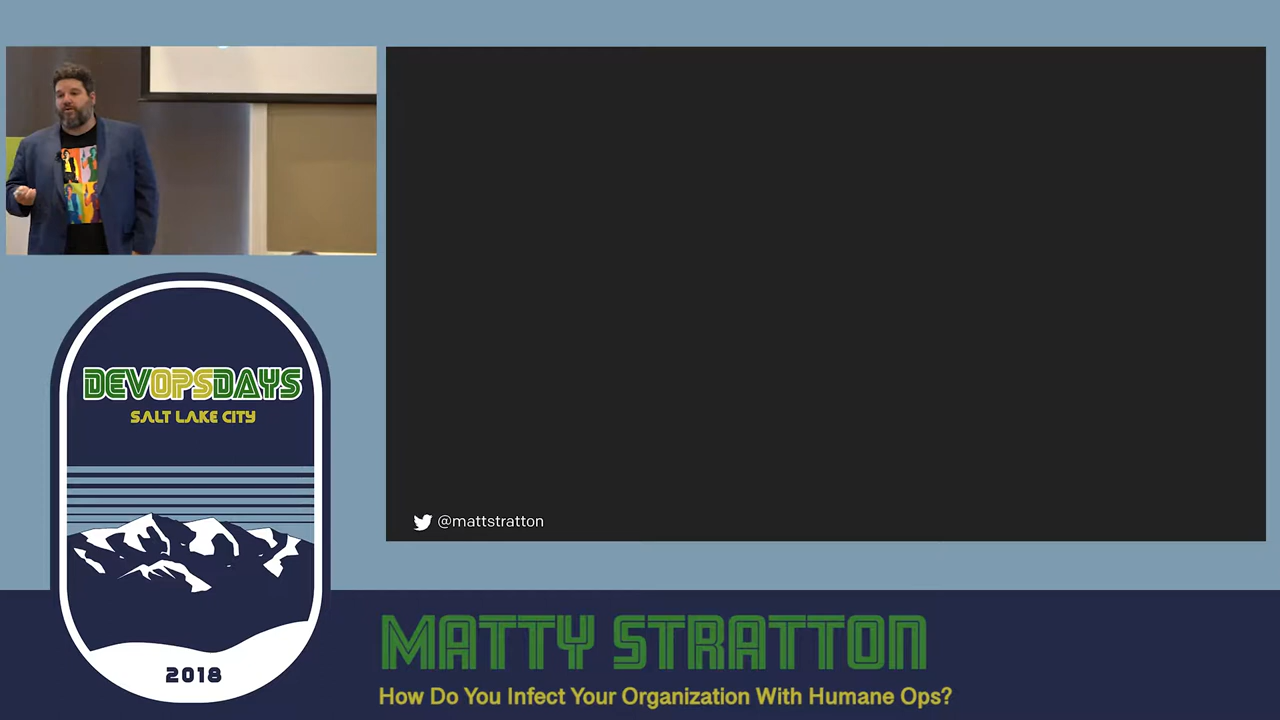 DEVOPSDAYS
SALT LAKE CITY
2018
@mattstratton
MATTY STRATTON
How Do You Infect Your Organization With Humane Ops?